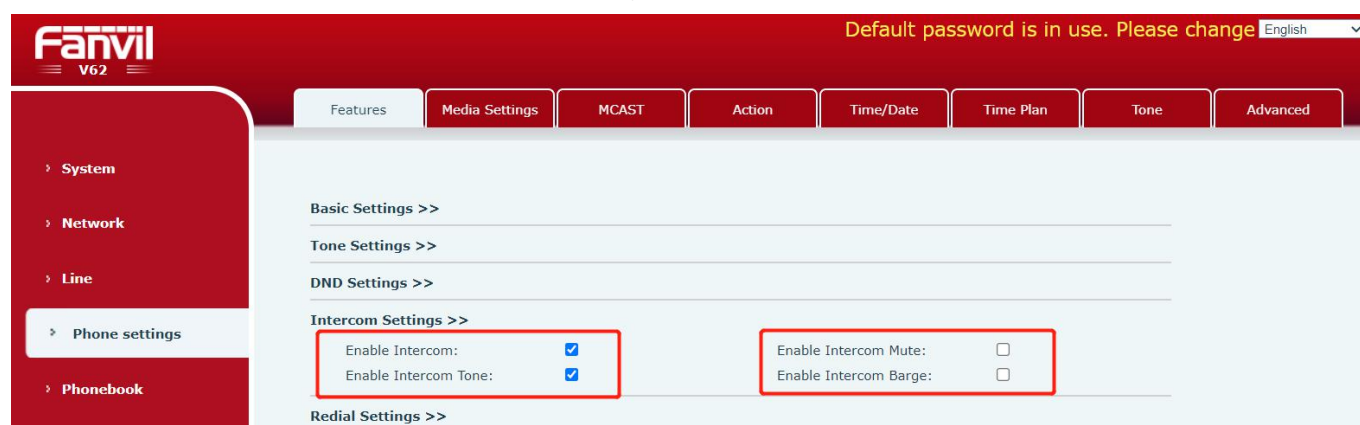 Default password is in use. Please change English
Fanvil
V62
Features Media Settings MCAST Action Time/Date Time Plan Tone Advanced
› System
› Network
› Line
› Phone settings
› Phonebook
Basic Settings >>
Tone Settings >>
DND Settings >>
Intercom Settings >>
Enable Intercom: Enable Intercom Mute:
Enable Intercom Tone: Enable Intercom Barge:
Redial Settings >>